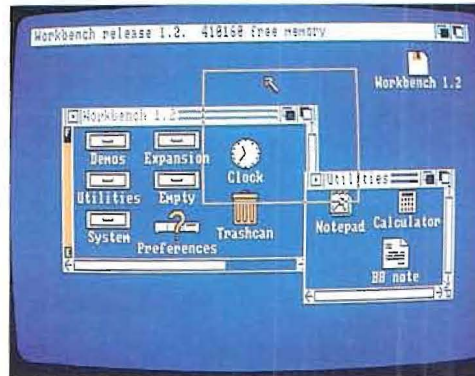 Workbench release 1.2. 418168 free memory
Workbench 1.2
Workbench 1.2
Demos
Expansion
Clock
Utilities
Empty
System
Preferences
Trashcan
Utilities
Notepad
Calculator
BB note